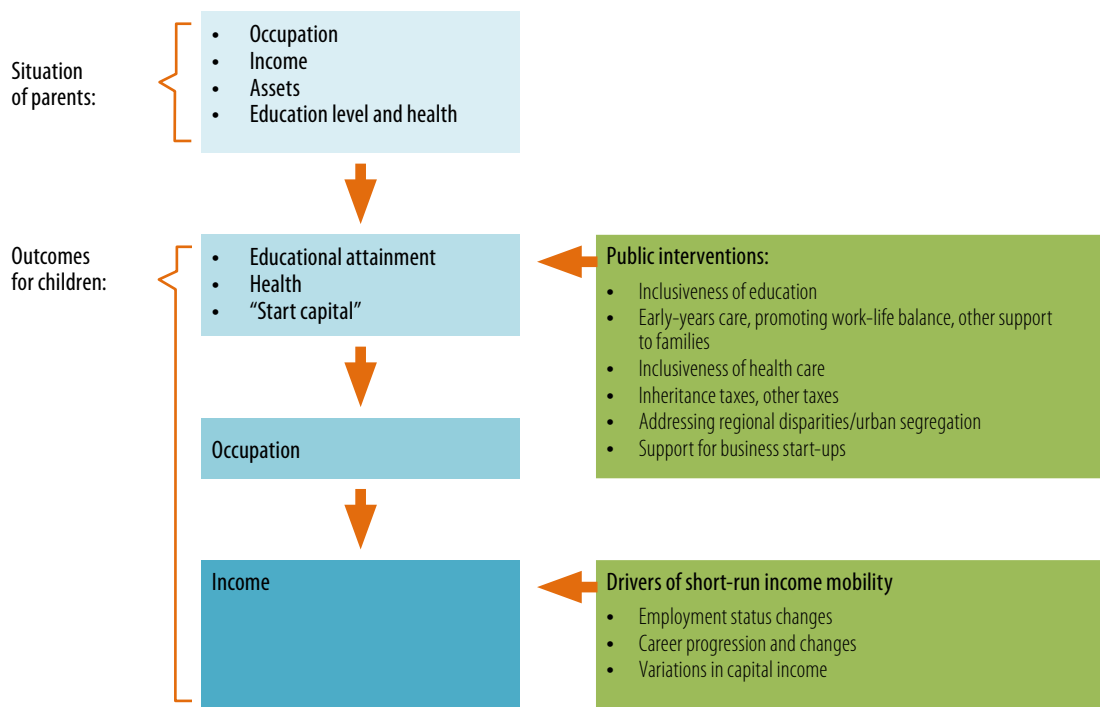 Situation
of parents:
• Occupation
• Income
• Assets
• Education level and health
Outcomes
for children:
• Educational attainment
• Health
• “Start capital”
Public interventions:
• Inclusiveness of education
• Early-years care, promoting work-life balance, other support
to families
• Inclusiveness of health care
• Inheritance taxes, other taxes
• Addressing regional disparities/urban segregation
• Support for business start-ups
Occupation
Income
Drivers of short-run income mobility
• Employment status changes
• Career progression and changes
• Variations in capital income